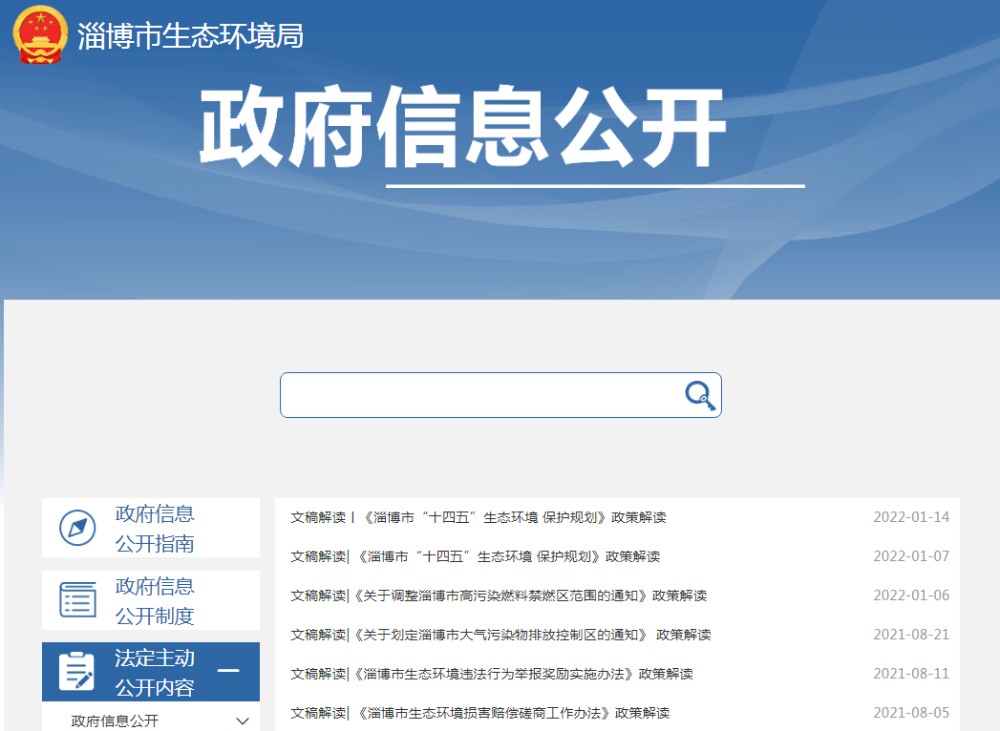 淄博市生态环境局
政府信息公开
政府信息
公开指南
政府信息
公开制度
法定主动
公开内容
政府信息公开
文稿解读丨《淄博市“十四五”生态环境 保护规划》政策解读 2022-01-14
文稿解读| 《淄博市“十四五”生态环境 保护规划》政策解读 2022-01-07
文稿解读|《关于调整淄博市高污染燃料禁燃区范围的通知》政策解读 2022-01-06
文稿解读|《关于划定淄博市大气污染物排放控制区的通知》 政策解读 2021-08-21
文稿解读|《淄博市生态环境违法行为举报奖励实施办法》政策解读 2021-08-11
文稿解读| 《淄博市生态环境损害赔偿磋商工作办法》政策解读 2021-08-05